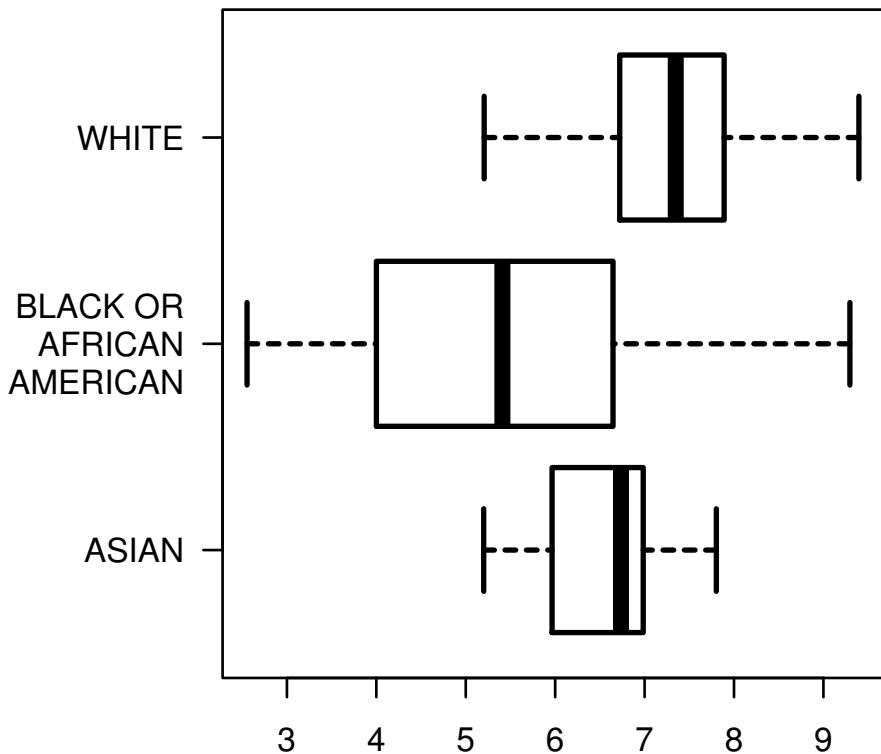 WHITE
BLACK OR
AFRICAN
AMERICAN
ASIAN
3 4 5 6 7 8 9